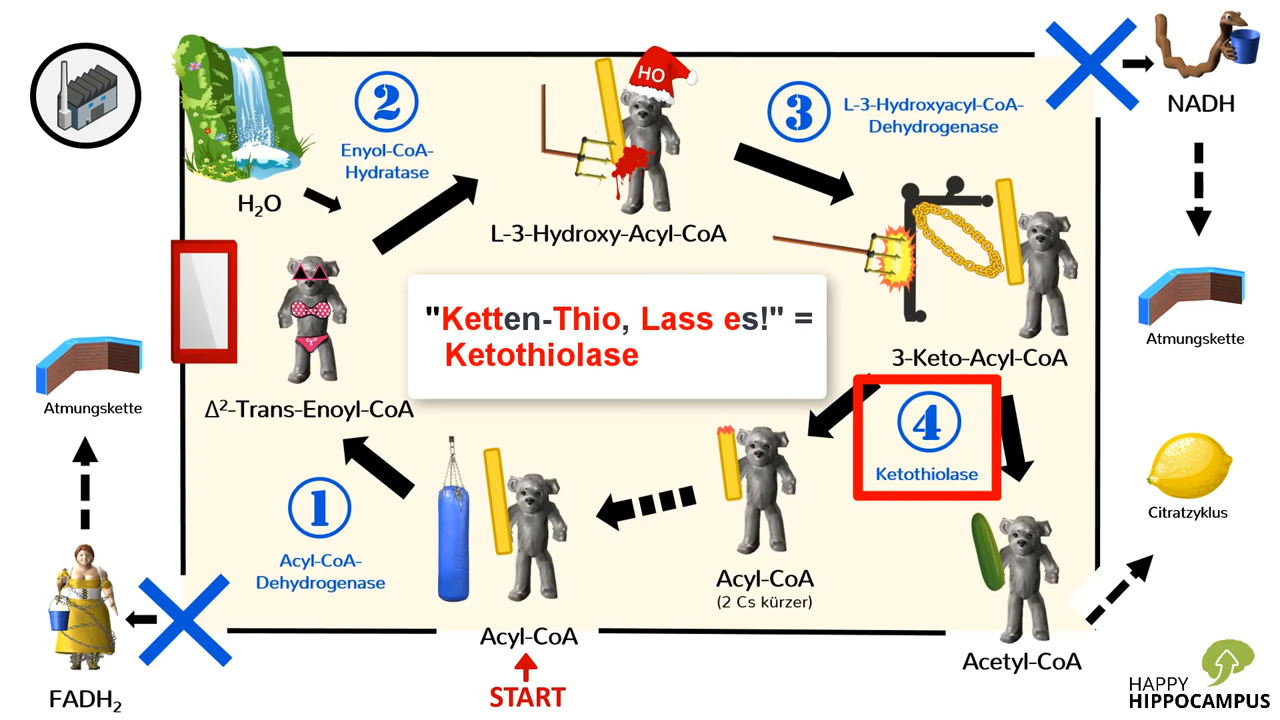 HO
2
Enyol-CoA-
Hydratase
3
L-3-Hydroxyacyl-CoA-
Dehydrogenase
NADH
H₂O
L-3-Hydroxy-Acyl-CoA
"Ketten-Thio, Lass es!" =
Ketothiolase
3-Keto-Acyl-CoA
Atmungskette
Atmungskette
Δ²-Trans-Enoyl-CoA
4
Ketothiolase
1
Acyl-CoA-
Dehydrogenase
Citratzyklus
Acyl-CoA
(2 Cs kürzer)
Acyl-CoA
START
Acetyl-CoA
FADH₂
HAPPY
HIPPOCAMPUS